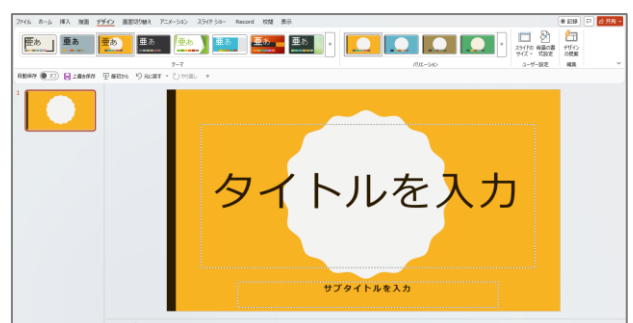 ファイル ホーム 挿入 描画 デザイン 画面切り替え アニメーション スライド ショー Record 校閲 表示
記録 共有
亜あ 亜あ 亜あ 亜あ 亜あ 亜あ 亜あ 亜あ
スライドの サイズ 背景の書式設定 デザインの提案
テーマ バリエーション ユーザー設定
自動保存 オフ 上書き保存 最初から 元に戻す やり直し
1
タイトルを入力
サブタイトルを入力